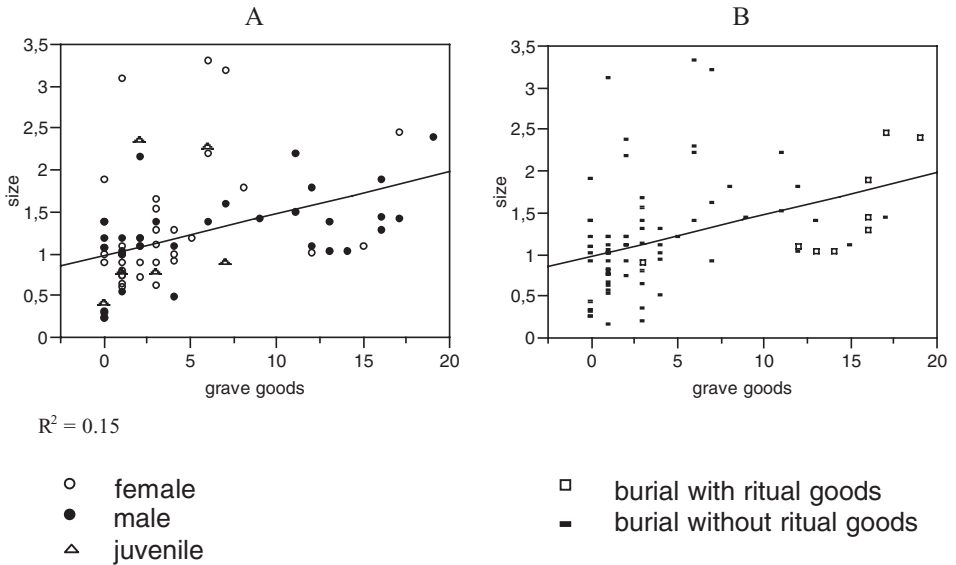 A
3,5
3
2,5
2
1,5
1
0,5
0
size
0 5 10 15 20
grave goods
R² = 0.15
female
male
juvenile
B
3,5
3
2,5
2
1,5
1
0,5
0
size
0 5 10 15 20
grave goods
burial with ritual goods
burial without ritual goods